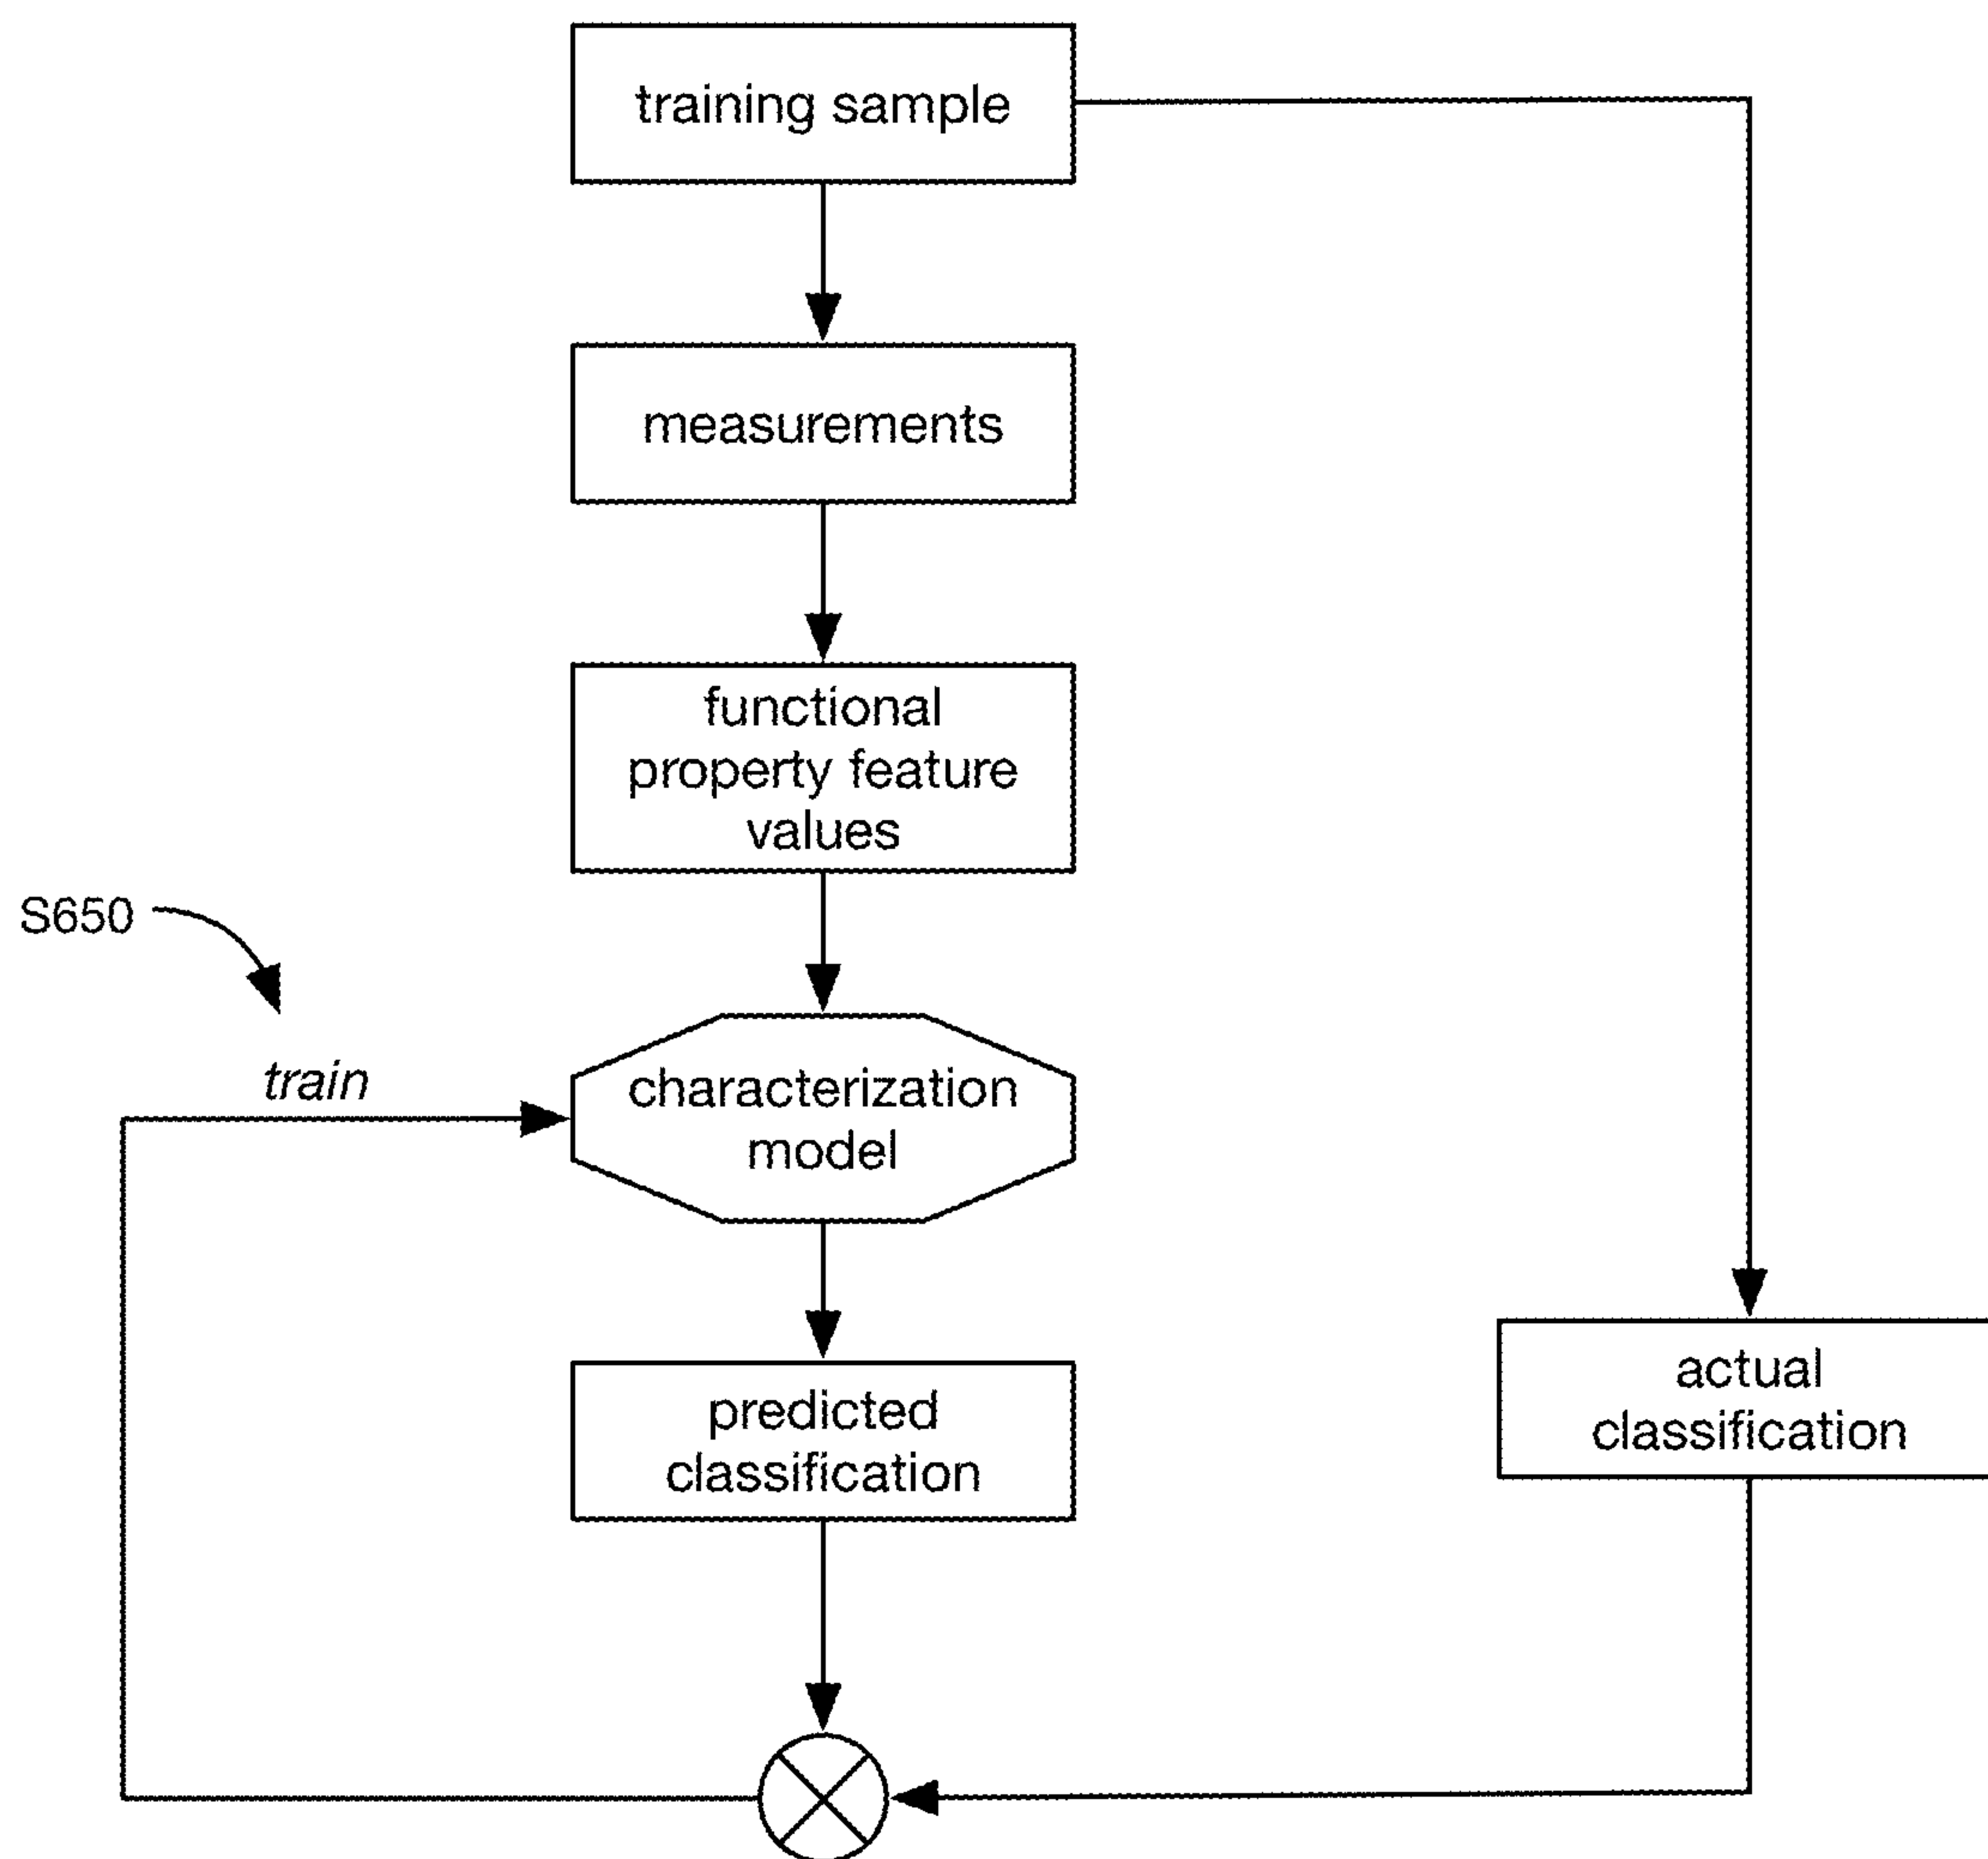 training sample
measurements
functional
property feature
values
S650
train
characterization
model
predicted
classification
actual
classification